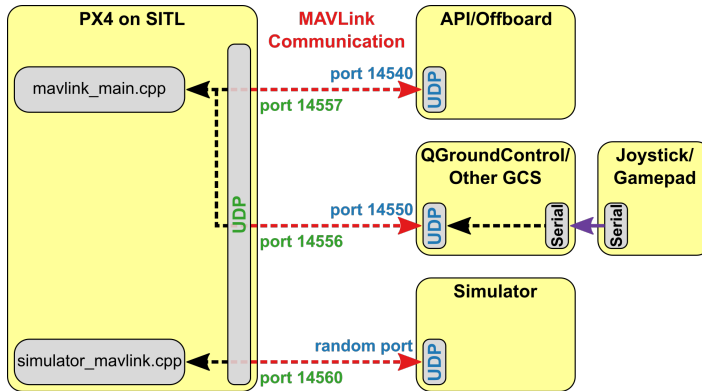 PX4 on SITL
MAVLink
Communication
API/Offboard
mavlink_main.cpp
port 14540
port 14557
UDP
QGroundControl/
Other GCS
Joystick/
Gamepad
UDP
port 14550
port 14556
UDP
Serial
Serial
Simulator
simulator_mavlink.cpp
random port
port 14560
UDP